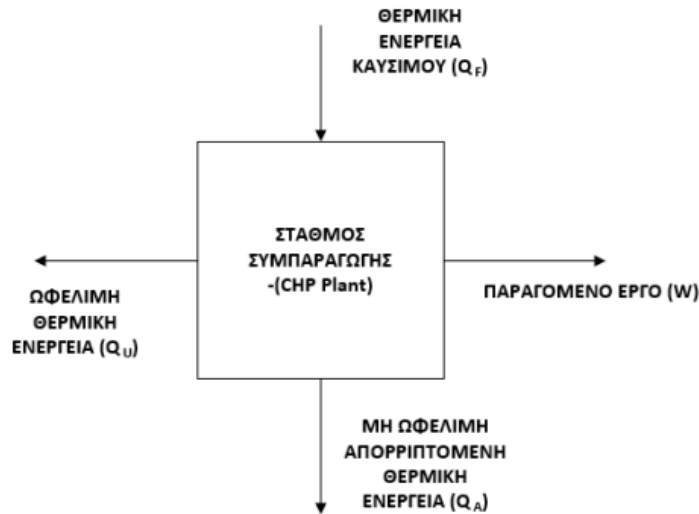 ΘΕΡΜΙΚΗ
ΕΝΕΡΓΕΙΑ
ΚΑΥΣΙΜΟΥ (Q F)
ΣΤΑΘΜΟΣ
ΣΥΜΠΑΡΑΓΩΓΗΣ
-(CHP Plant)
ΩΦΕΛΙΜΗ
ΘΕΡΜΙΚΗ
ΕΝΕΡΓΕΙΑ (Q U)
ΠΑΡΑΓΟΜΕΝΟ ΕΡΓΟ (W)
ΜΗ ΩΦΕΛΙΜΗ
ΑΠΟΡΡΙΠΤΟΜΕΝΗ
ΘΕΡΜΙΚΗ
ΕΝΕΡΓΕΙΑ (Q A)